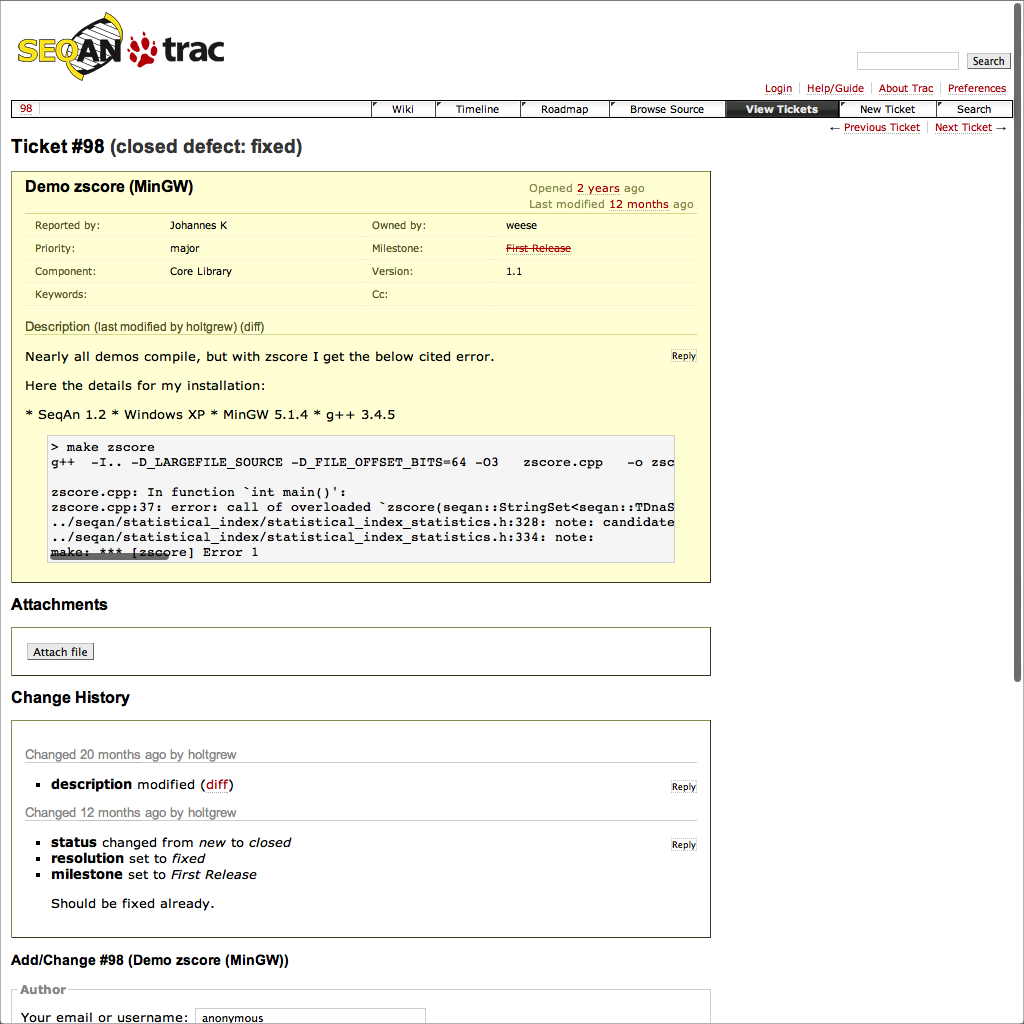 SEQAN trac
Search
Login Help/Guide About Trac Preferences
98 Wiki Timeline Roadmap Browse Source View Tickets New Ticket Search
← Previous Ticket Next Ticket →
Ticket #98 (closed defect: fixed)
Demo zscore (MinGW)
Opened 2 years ago
Last modified 12 months ago
Reported by: Johannes K Owned by: weese
Priority: major Milestone: First Release
Component: Core Library Version: 1.1
Keywords: Cc:
Description (last modified by holtgrew) (diff)
Nearly all demos compile, but with zscore I get the below cited error. Reply
Here the details for my installation:
* SeqAn 1.2 * Windows XP * MinGW 5.1.4 * g++ 3.4.5
> make zscore
g++  -I.. -D_LARGEFILE_SOURCE -D_FILE_OFFSET_BITS=64 -O3   zscore.cpp   -o zsc
zscore.cpp: In function `int main()':
zscore.cpp:37: error: call of overloaded `zscore(seqan::StringSet<seqan::TDnaS
../seqan/statistical_index/statistical_index_statistics.h:328: note: candidate
../seqan/statistical_index/statistical_index_statistics.h:334: note:
make: *** [zscore] Error 1
Attachments
Attach file
Change History
Changed 20 months ago by holtgrew
▪ description modified (diff) Reply
Changed 12 months ago by holtgrew
▪ status changed from new to closed Reply
▪ resolution set to fixed
▪ milestone set to First Release
Should be fixed already.
Add/Change #98 (Demo zscore (MinGW))
Author
Your email or username: anonymous